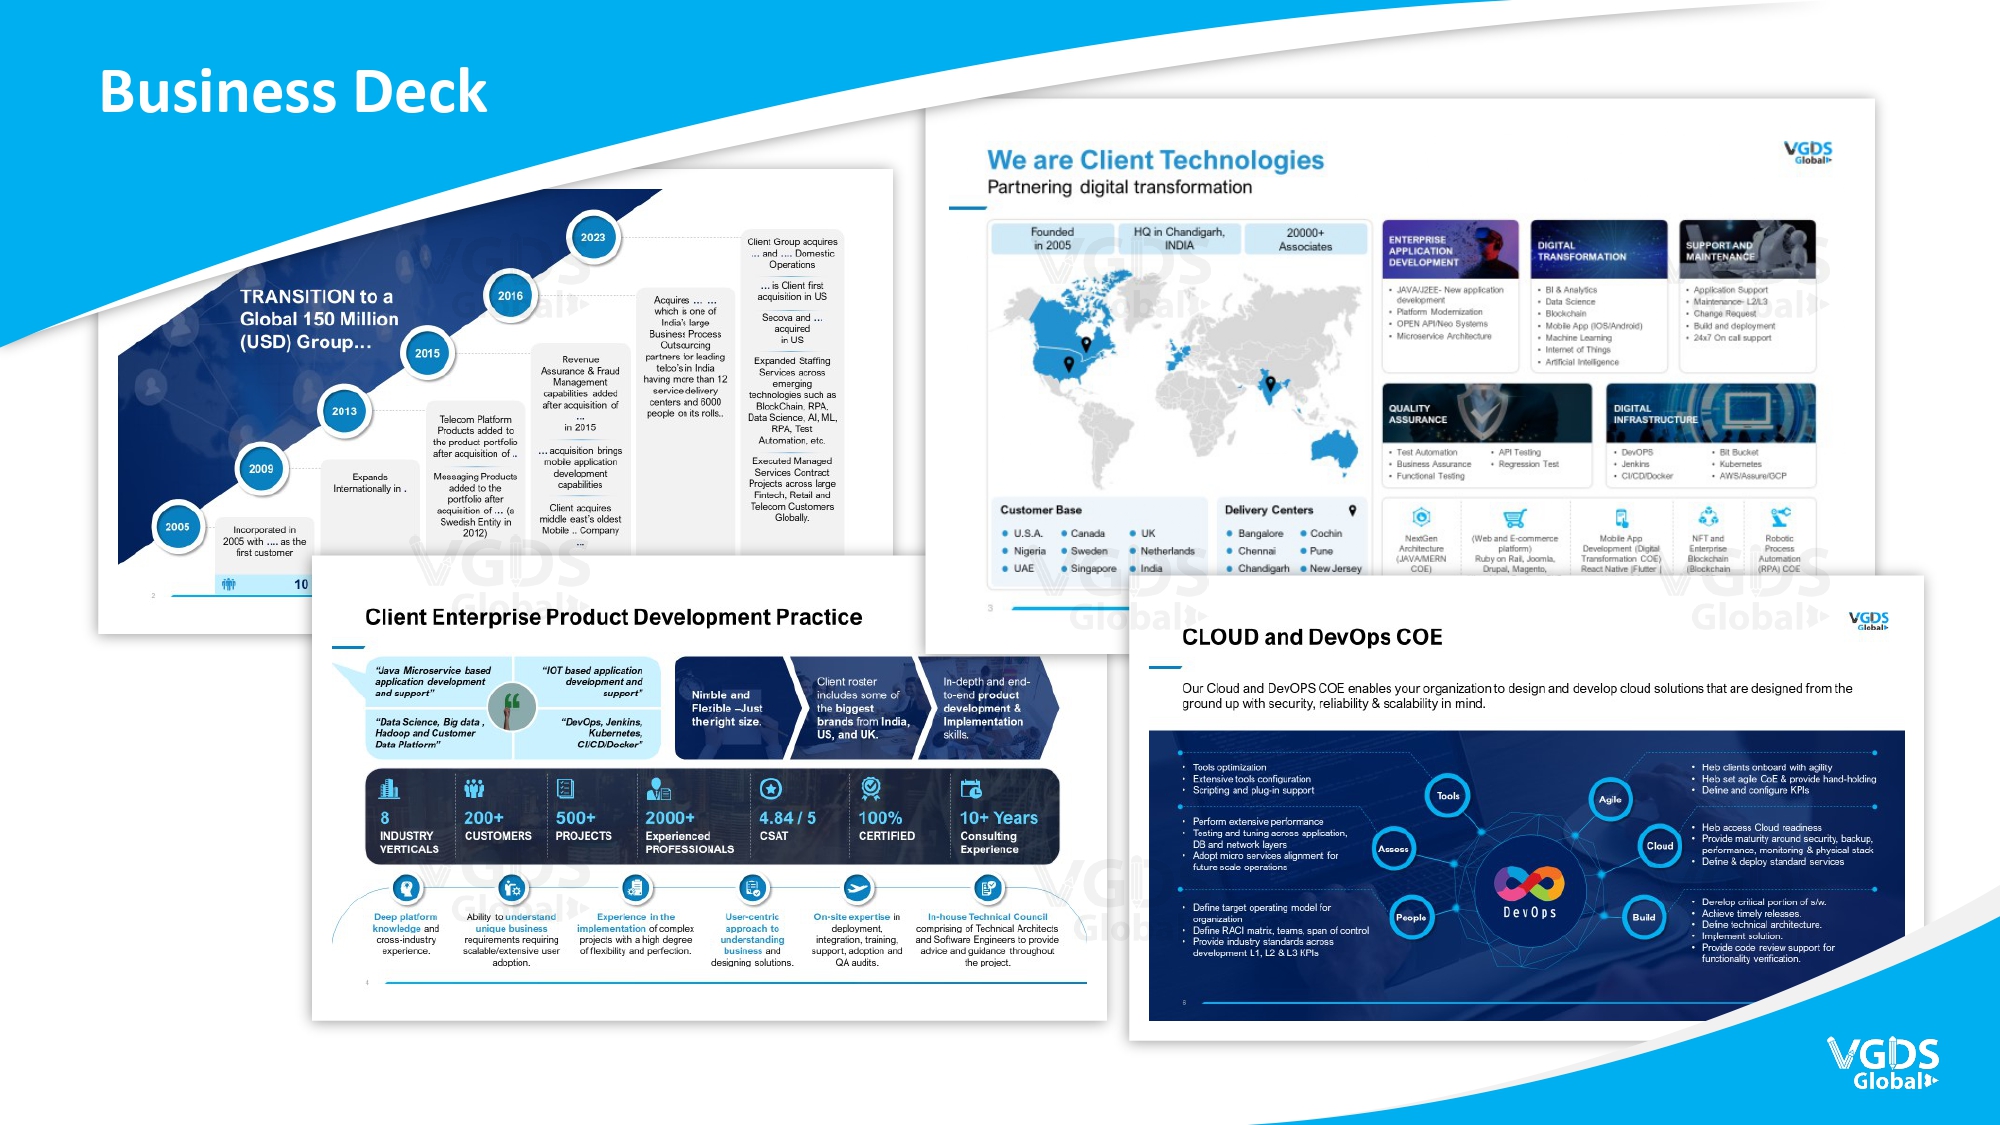 Business Deck
TRANSITION to a
Global 150 Million
(USD) Group...
2023
2016
2015
2013
2009
2005
Incorporated in
2005 with .... as the
first customer
10
Expands
Internationally in .
Telecom Platform
Products added to
the product portfolio
after acquisition of ..
Messaging Products
added to the
portfolio after
acquisition of ... (a
Swedish Entity in
2012)
Revenue
Assurance & Fraud
Management
capabilities added
after acquisition of
...
in 2015
... acquisition brings
mobile application
development
capabilities
Client acquires
middle east's oldest
Mobile .. Company
...
Acquires ... ...
which is one of
India's large
Business Process
Outsourcing
partners for leading
telco's in India
having more than 12
service delivery
centers and 6000
people on its rolls..
Client Group acquires
... and .... Domestic
Operations
... is Client first
acquisition in US
Secova and ...
acquired
in US
Expanded Staffing
Services across
emerging
technologies such as
BlockChain, RPA,
Data Science, AI, ML,
RPA, Test
Automation, etc.
Executed Managed
Services Contract
Projects across large
Fintech, Retail and
Telecom Customers
Globally.
2
We are Client Technologies
Partnering digital transformation
VGDS
Global
Founded
in 2005
HQ in Chandigarh,
INDIA
20000+
Associates
Customer Base
• U.S.A. • Canada • UK
• Nigeria • Sweden • Netherlands
• UAE • Singapore • India
Delivery Centers
• Bangalore • Cochin
• Chennai • Pune
• Chandigarh • New Jersey
ENTERPRISE
APPLICATION
DEVELOPMENT
• JAVA/J2EE- New application
development
• Platform Modernization
• OPEN API/Neo Systems
• Microservice Architecture
DIGITAL
TRANSFORMATION
• BI & Analytics
• Data Science
• Blockchain
• Mobile App (IOS/Android)
• Machine Learning
• Internet of Things
• Artificial Intelligence
SUPPORT AND
MAINTENANCE
• Application Support
• Maintenance- L2/L3
• Change Request
• Build and deployment
• 24x7 On call support
QUALITY
ASSURANCE
• Test Automation • API Testing
• Business Assurance • Regression Test
• Functional Testing
DIGITAL
INFRASTRUCTURE
• DevOPS • Bit Bucket
• Jenkins • Kubernetes
• CI/CD/Docker • AWS/Assure/GCP
NextGen
Architecture
(JAVA/MERN
COE)
(Web and E-commerce
platform)
Ruby on Rail, Joomla,
Drupal, Magento,
Mobile App
Development (Digital
Transformation COE)
React Native (Flutter |
NFT and
Enterprise
Blockchain
(Blockchain
Robotic
Process
Automation
(RPA) COE
3
Client Enterprise Product Development Practice
"Java Microservice based
application development
and support"
"IOT based application
development and
support"
"Data Science, Big data ,
Hadoop and Customer
Data Platform"
"DevOps, Jenkins,
Kubernetes,
CI/CD/Docker"
Nimble and
Flexible –Just
the right size.
Client roster
includes some of
the biggest
brands from India,
US, and UK.
In-depth and end-
to-end product
development &
Implementation
skills.
8
INDUSTRY
VERTICALS
200+
CUSTOMERS
500+
PROJECTS
2000+
Experienced
PROFESSIONALS
4.84 / 5
CSAT
100%
CERTIFIED
10+ Years
Consulting
Experience
Deep platform
knowledge and
cross-industry
experience.
Ability to understand
unique business
requirements requiring
scalable/extensive user
adoption.
Experience in the
implementation of complex
projects with a high degree
of flexibility and perfection.
User-centric
approach to
understanding
business and
designing solutions.
On-site expertise in
deployment,
integration, training,
support, adoption and
QA audits.
In-house Technical Council
comprising of Technical Architects
and Software Engineers to provide
advice and guidance throughout
the project.
4
CLOUD and DevOps COE
VGDS
Global
Our Cloud and DevOPS COE enables your organization to design and develop cloud solutions that are designed from the
ground up with security, reliability & scalability in mind.
• Tools optimization
• Extensive tools configuration
• Scripting and plug-in support
• Perform extensive performance
• Testing and tuning across application,
DB and network layers
• Adopt micro services alignment for
future scale operations
• Define target operating model for
organization
• Define RACI matrix, teams, span of control
• Provide industry standards across
development L1, L2 & L3 KPIs
Tools
Assess
People
DevOps
Agile
Cloud
Build
• Help clients onboard with agility
• Help set agile CoE & provide hand-holding
• Define and configure KPIs
• Help access Cloud readiness
• Provide maturity around security, backup,
performance, monitoring & physical stack
• Define & deploy standard services
• Develop critical portion of s/w.
• Achieve timely releases.
• Define technical architecture.
• Implement solution.
• Provide code review support for
functionality verification.
VGDS
Global